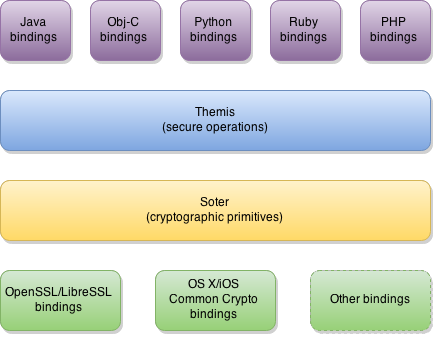 Java
bindings
Obj-C
bindings
Python
bindings
Ruby
bindings
PHP
bindings
Themis
(secure operations)
Soter
(cryptographic primitives)
OpenSSL/LibreSSL
bindings
OS X/iOS
Common Crypto
bindings
Other bindings